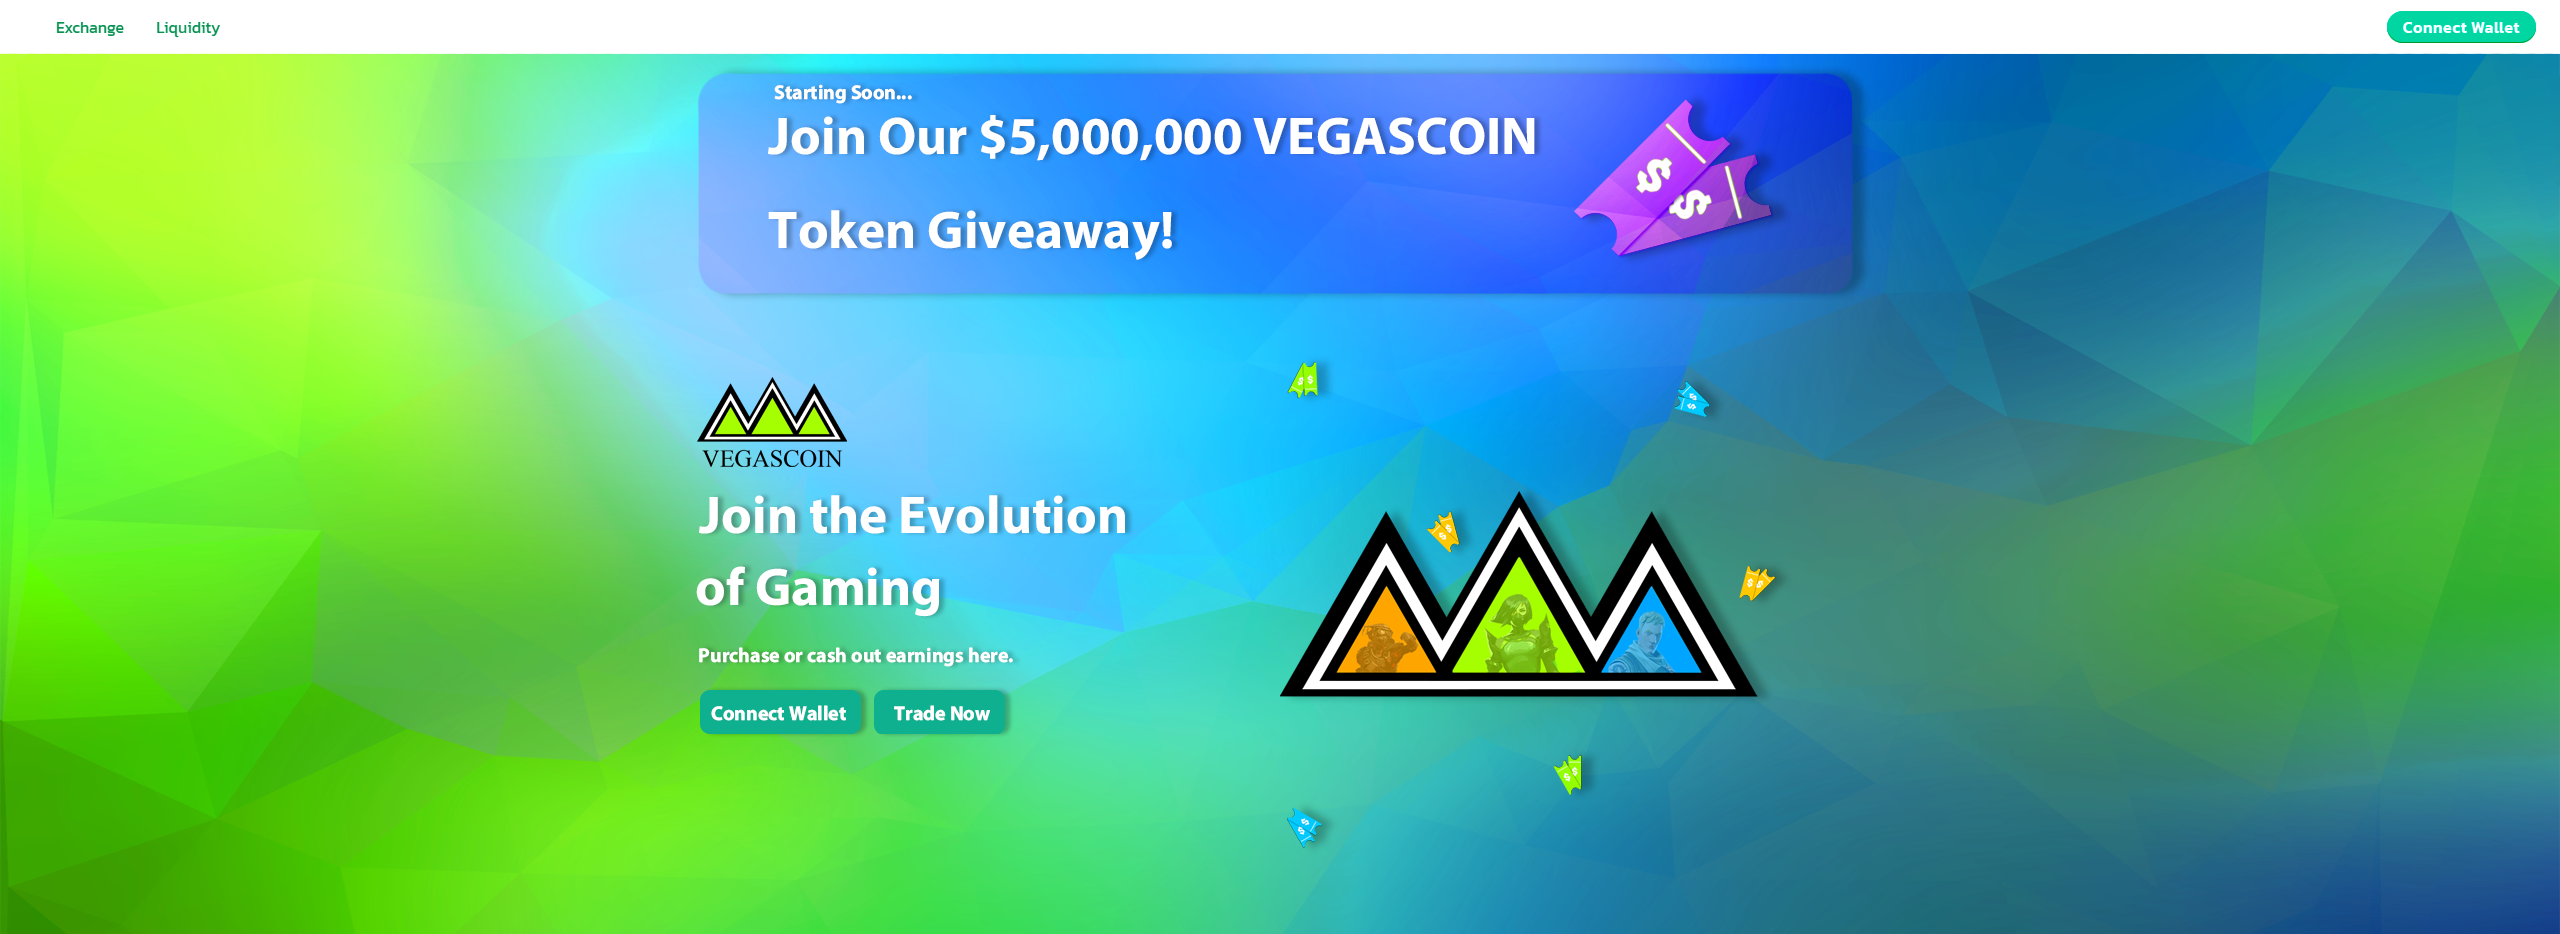 Exchange
Liquidity
Connect Wallet
Starting Soon...
Join Our $5,000,000 VEGASCOIN
Token Giveaway!
VEGASCOIN
Join the Evolution
of Gaming
Purchase or cash out earnings here.
Connect Wallet
Trade Now